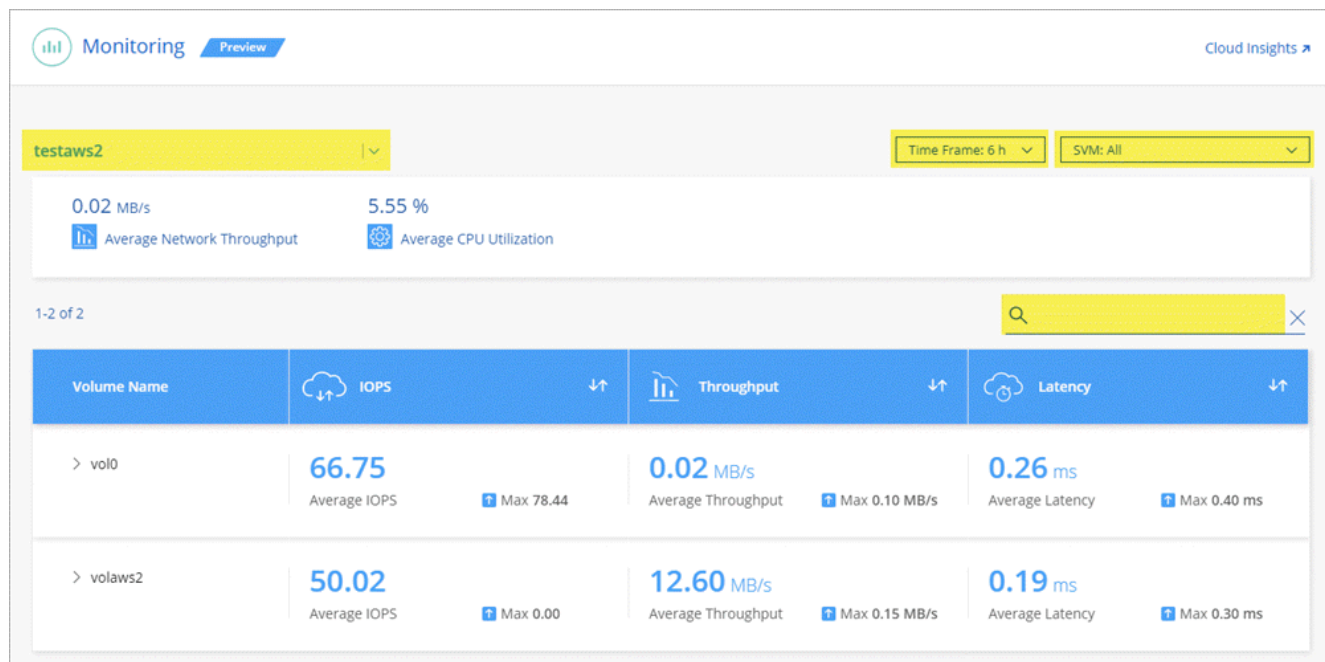 Monitoring Preview Cloud Insights
testaws2 Time Frame: 6 h SVM: All
0.02 MB/s 5.55 %
Average Network Throughput Average CPU Utilization
1-2 of 2
Volume Name IOPS Throughput Latency
vol0 66.75 0.02 MB/s 0.26 ms
Average IOPS Max 78.44 Average Throughput Max 0.10 MB/s Average Latency Max 0.40 ms
volaws2 50.02 12.60 MB/s 0.19 ms
Average IOPS Max 0.00 Average Throughput Max 0.15 MB/s Average Latency Max 0.30 ms